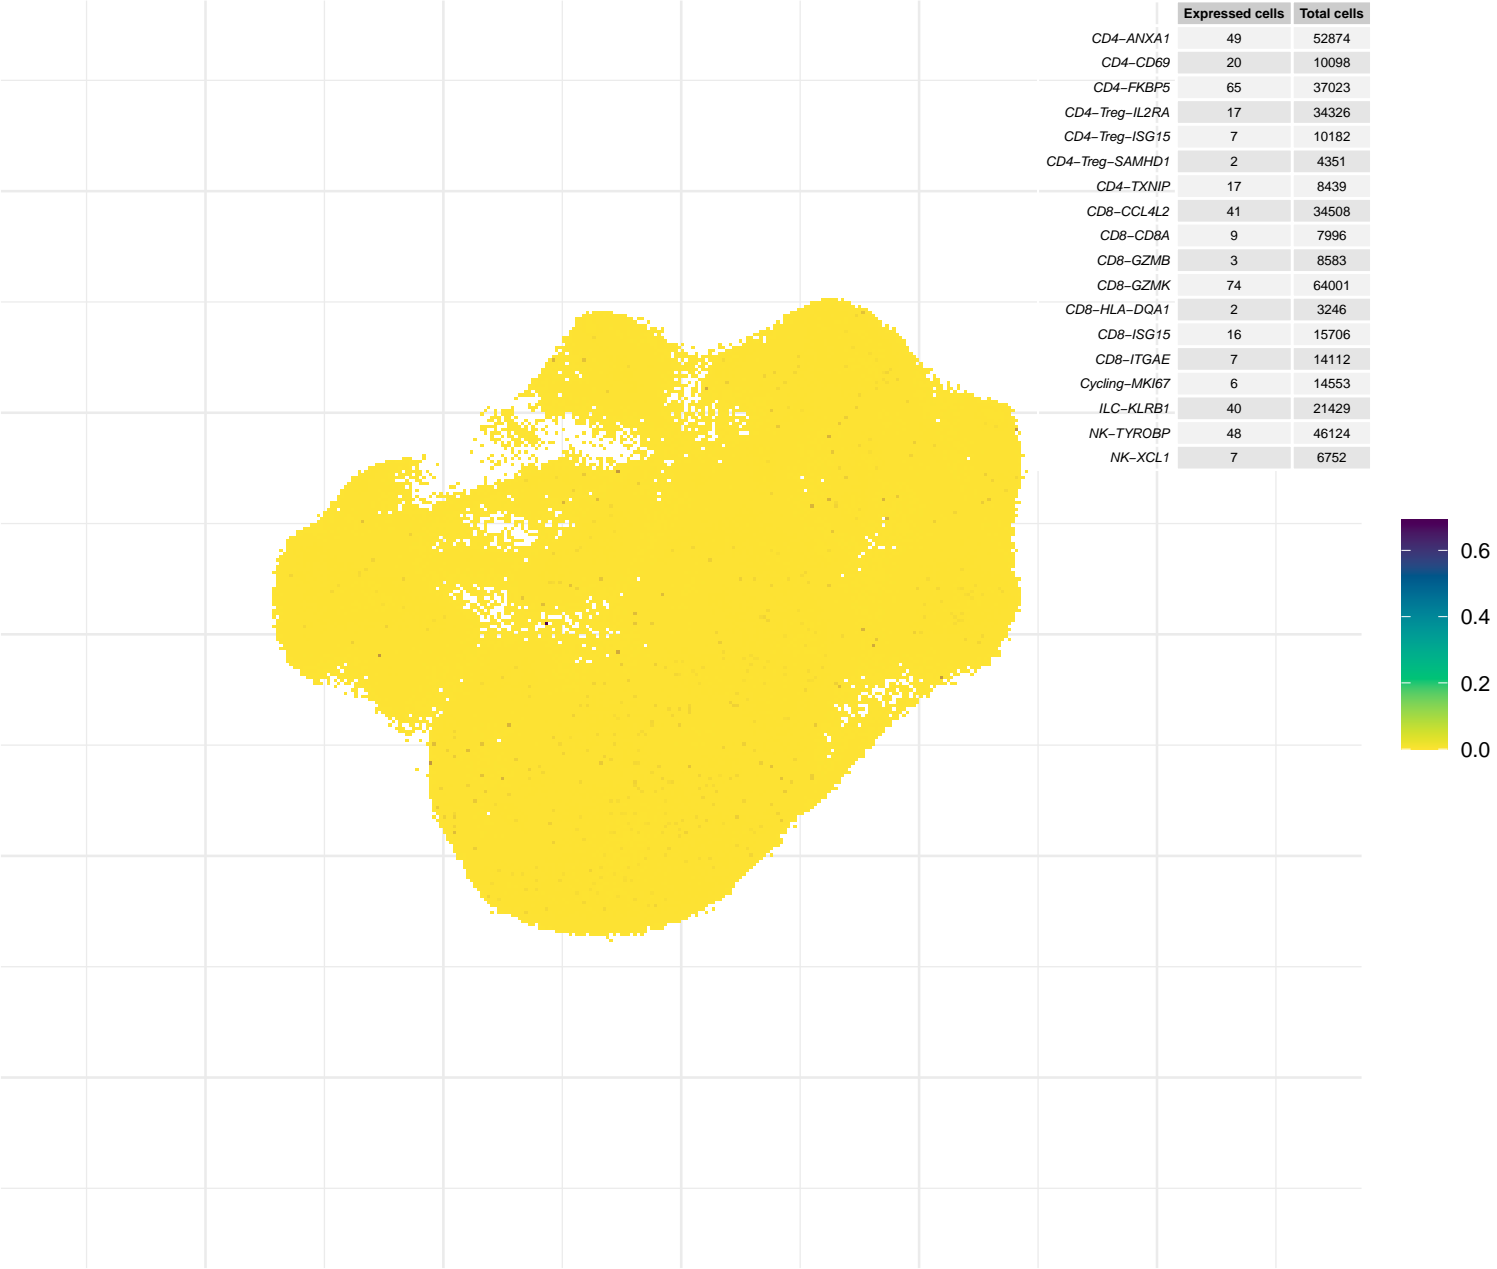 Expressed cells Total cells
CD4−ANXA1 49 52874
CD4−CD69 20 10098
CD4−FKBP5 65 37023
CD4−Treg−IL2RA 17 34326
CD4−Treg−ISG15 7 10182
CD4−Treg−SAMHD1 2 4351
CD4−TXNIP 17 8439
CD8−CCL4L2 41 34508
CD8−CD8A 9 7996
CD8−GZMB 3 8583
CD8−GZMK 74 64001
CD8−HLA−DQA1 2 3246
CD8−ISG15 16 15706
CD8−ITGAE 7 14112
Cycling−MKI67 6 14553
ILC−KLRB1 40 21429
NK−TYROBP 48 46124
NK−XCL1 7 6752
0.6
0.4
0.2
0.0